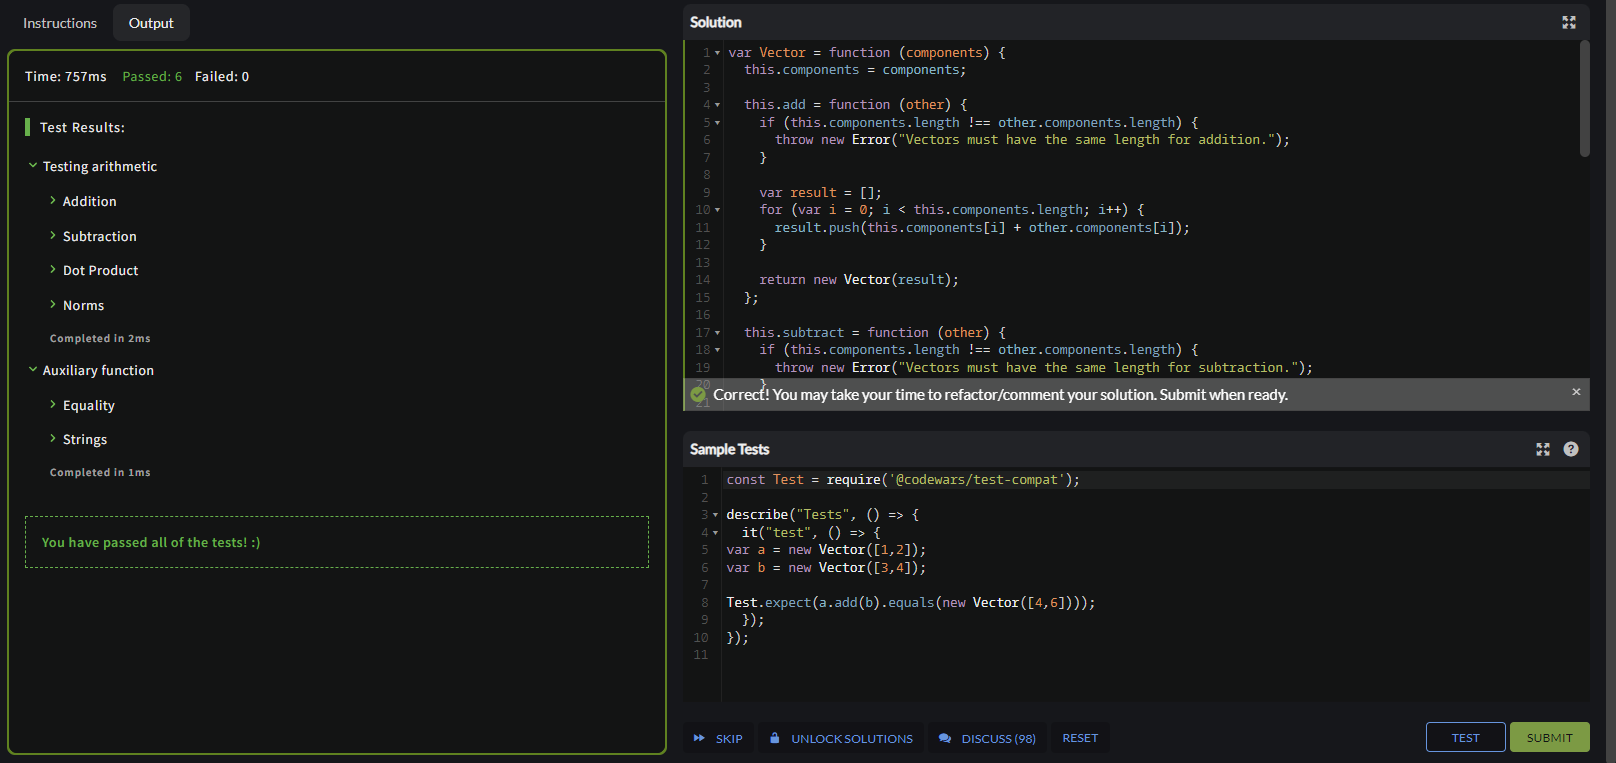 Instructions
Output
Time: 757ms Passed: 6 Failed: 0
Test Results:
Testing arithmetic
Addition
Subtraction
Dot Product
Norms
Completed in 2ms
Auxiliary function
Equality
Strings
Completed in 1ms
You have passed all of the tests! :)
Solution
1 var Vector = function (components) {
2   this.components = components;
3
4   this.add = function (other) {
5     if (this.components.length !== other.components.length) {
6       throw new Error("Vectors must have the same length for addition.");
7     }
8
9     var result = [];
10     for (var i = 0; i < this.components.length; i++) {
11       result.push(this.components[i] + other.components[i]);
12     }
13
14     return new Vector(result);
15   };
16
17   this.subtract = function (other) {
18     if (this.components.length !== other.components.length) {
19       throw new Error("Vectors must have the same length for subtraction.");
20     }
21
Correct! You may take your time to refactor/comment your solution. Submit when ready.
Sample Tests
1 const Test = require('@codewars/test-compat');
2
3 describe("Tests", () => {
4   it("test", () => {
5 var a = new Vector([1,2]);
6 var b = new Vector([3,4]);
7
8 Test.expect(a.add(b).equals(new Vector([4,6])));
9   });
10 });
11
SKIP
UNLOCK SOLUTIONS
DISCUSS (98)
RESET
TEST
SUBMIT